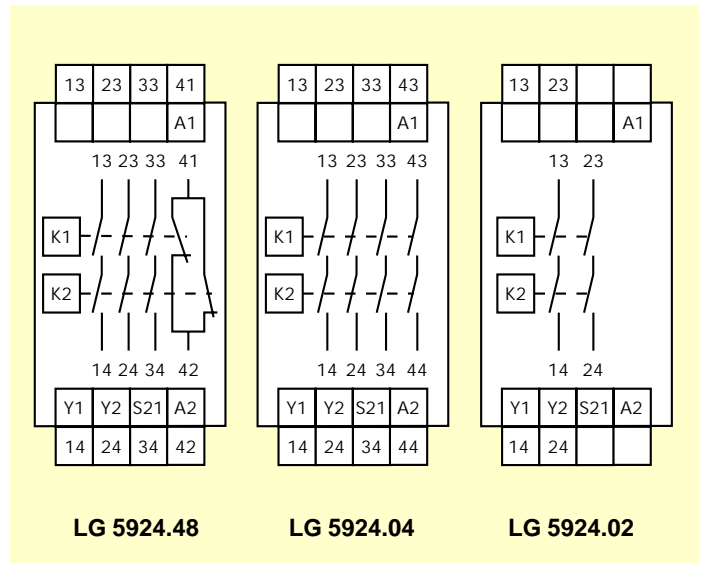 13 23 33 41
A1
13 23 33 41
K1
K2
14 24 34 42
Y1 Y2 S21 A2
14 24 34 42
LG 5924.48
13 23 33 43
A1
13 23 33 43
K1
K2
14 24 34 44
Y1 Y2 S21 A2
14 24 34 44
LG 5924.04
13 23
A1
13 23
K1
K2
14 24
Y1 Y2 S21 A2
14 24
LG 5924.02